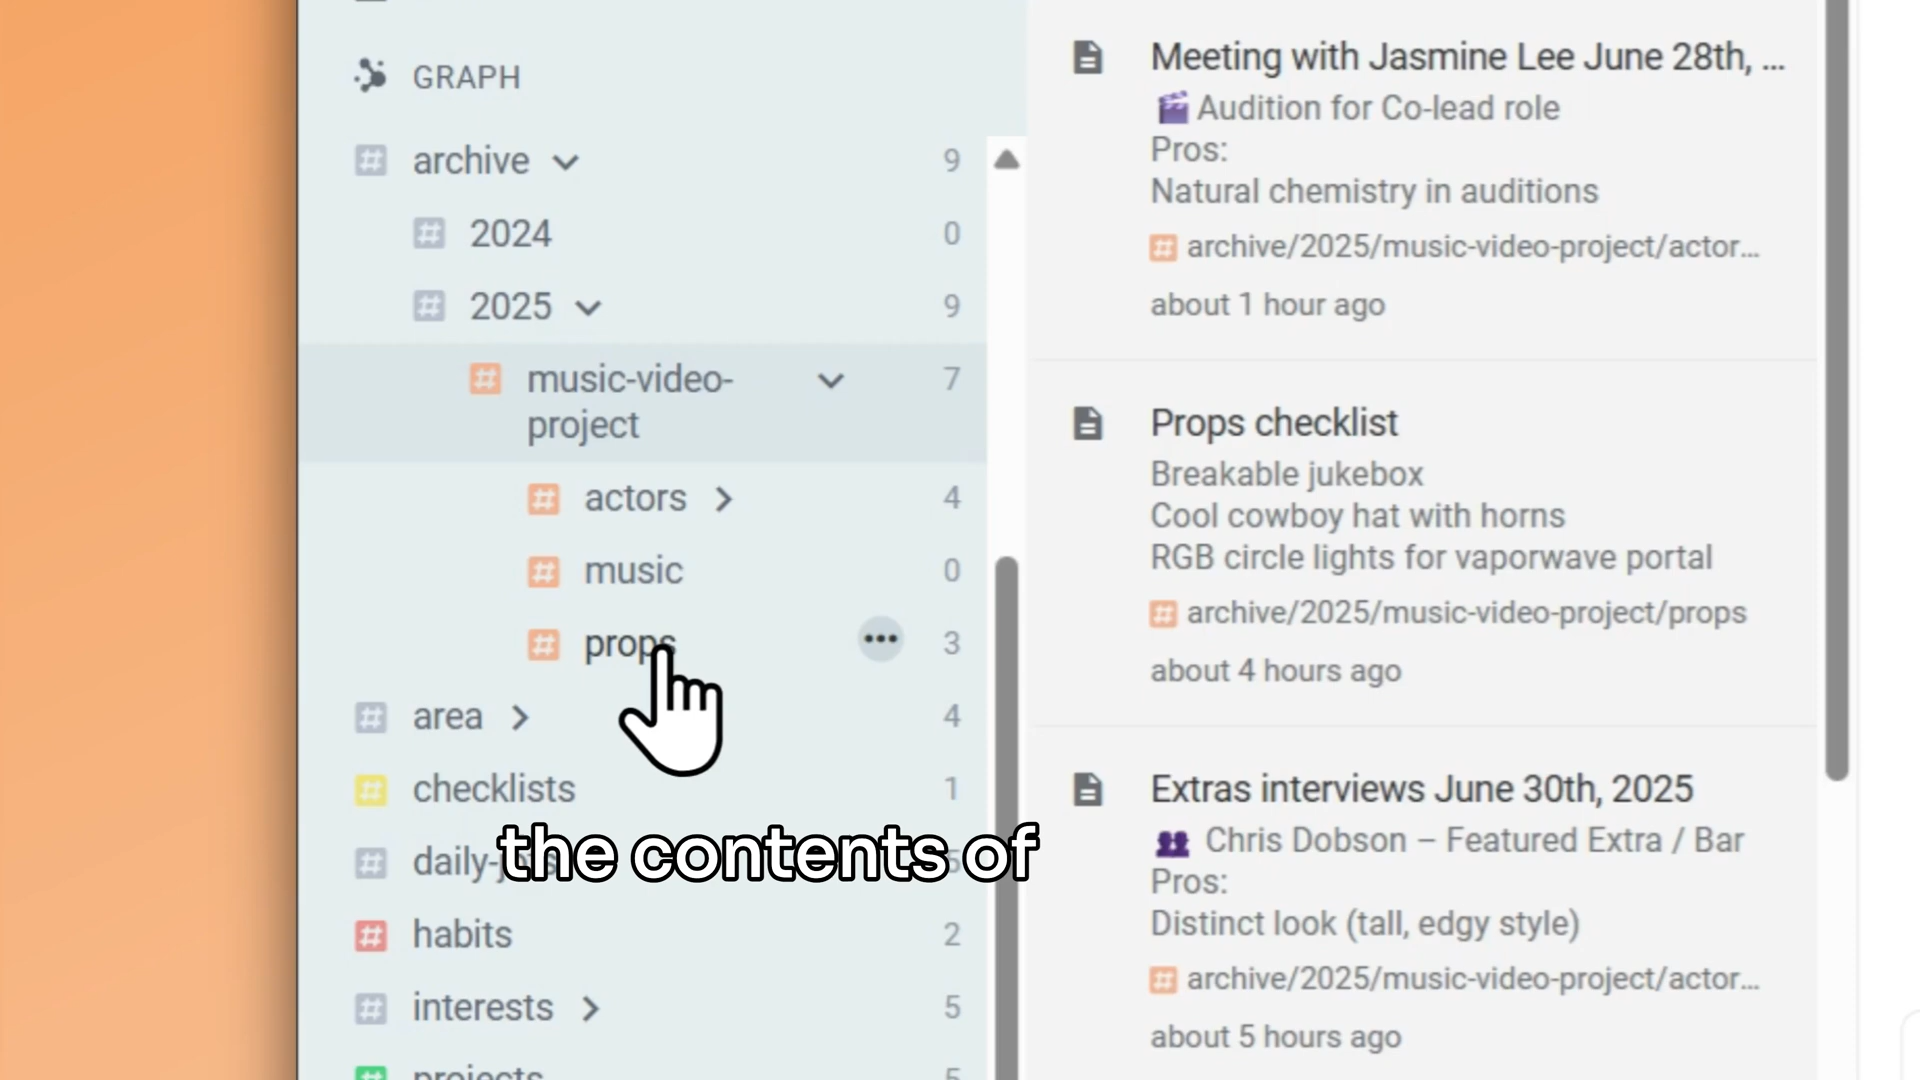 GRAPH
archive 9
2024 0
2025 9
music-video- 7
project
actors 4
music 0
props 3
area 4
checklists 1
habits 2
interests 5
projects 5
the contents of
Meeting with Jasmine Lee June 28th, ...
Audition for Co-lead role
Pros:
Natural chemistry in auditions
archive/2025/music-video-project/actor...
about 1 hour ago
Props checklist
Breakable jukebox
Cool cowboy hat with horns
RGB circle lights for vaporwave portal
archive/2025/music-video-project/props
about 4 hours ago
Extras interviews June 30th, 2025
Chris Dobson – Featured Extra / Bar
Pros:
Distinct look (tall, edgy style)
archive/2025/music-video-project/actor...
about 5 hours ago